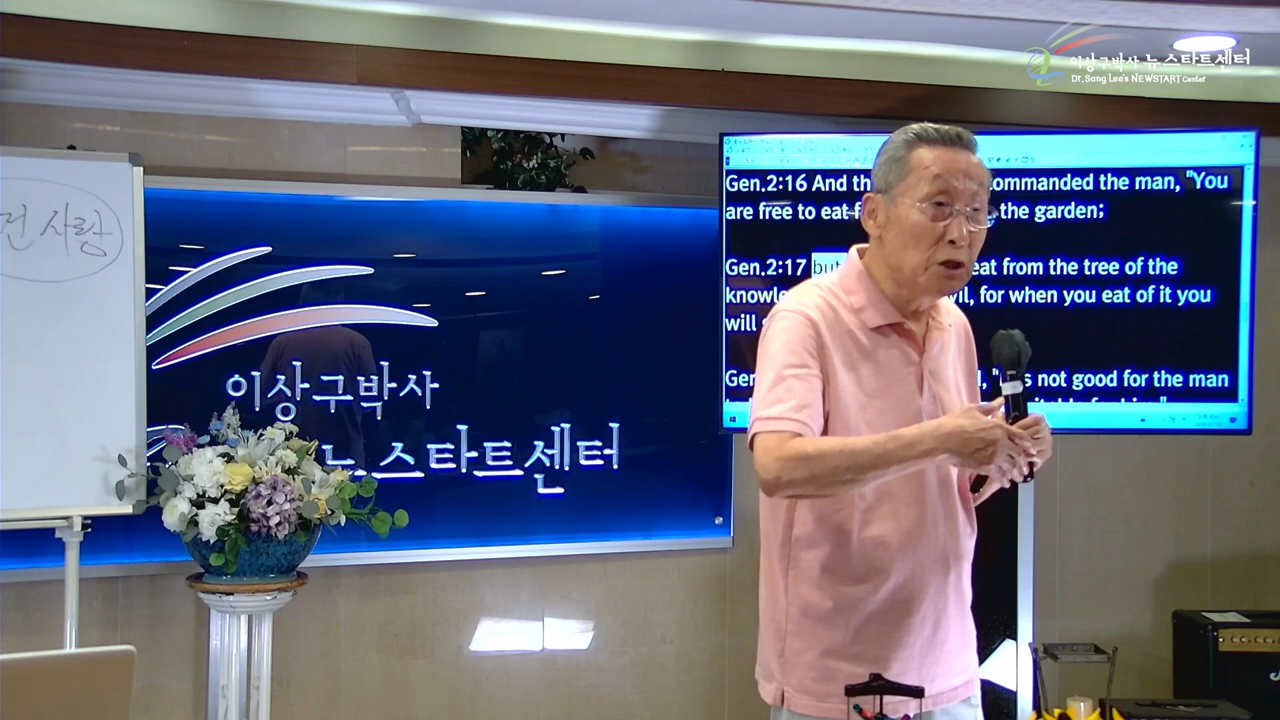 이상구박사 뉴스타트센터
Dr. Sang Lee's NEWSTART Center
건 사랑
이상구박사
뉴스타트센터
Gen.2:16 And th ommanded the man, "You
are free to eat f the garden;
Gen.2:17 but eat from the tree of the
knowle vil, for when you eat of it you
will
Gen s not good for the man